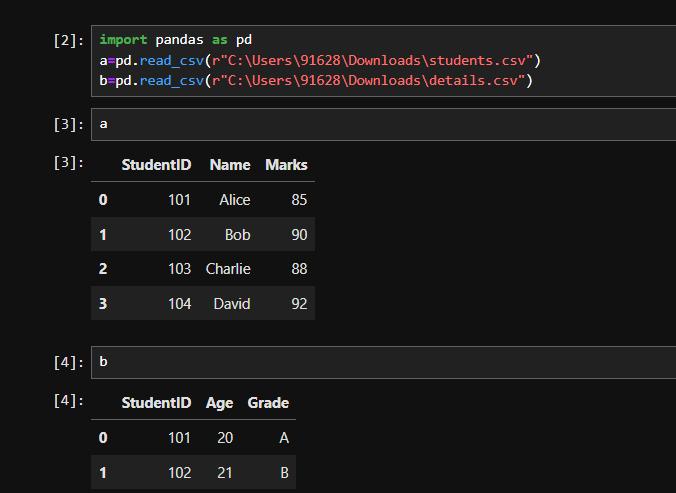 [2]: import pandas as pd
a=pd.read_csv(r"C:\Users\91628\Downloads\students.csv")
b=pd.read_csv(r"C:\Users\91628\Downloads\details.csv")
[3]: a
[3]: StudentID Name Marks
0 101 Alice 85
1 102 Bob 90
2 103 Charlie 88
3 104 David 92
[4]: b
[4]: StudentID Age Grade
0 101 20 A
1 102 21 B